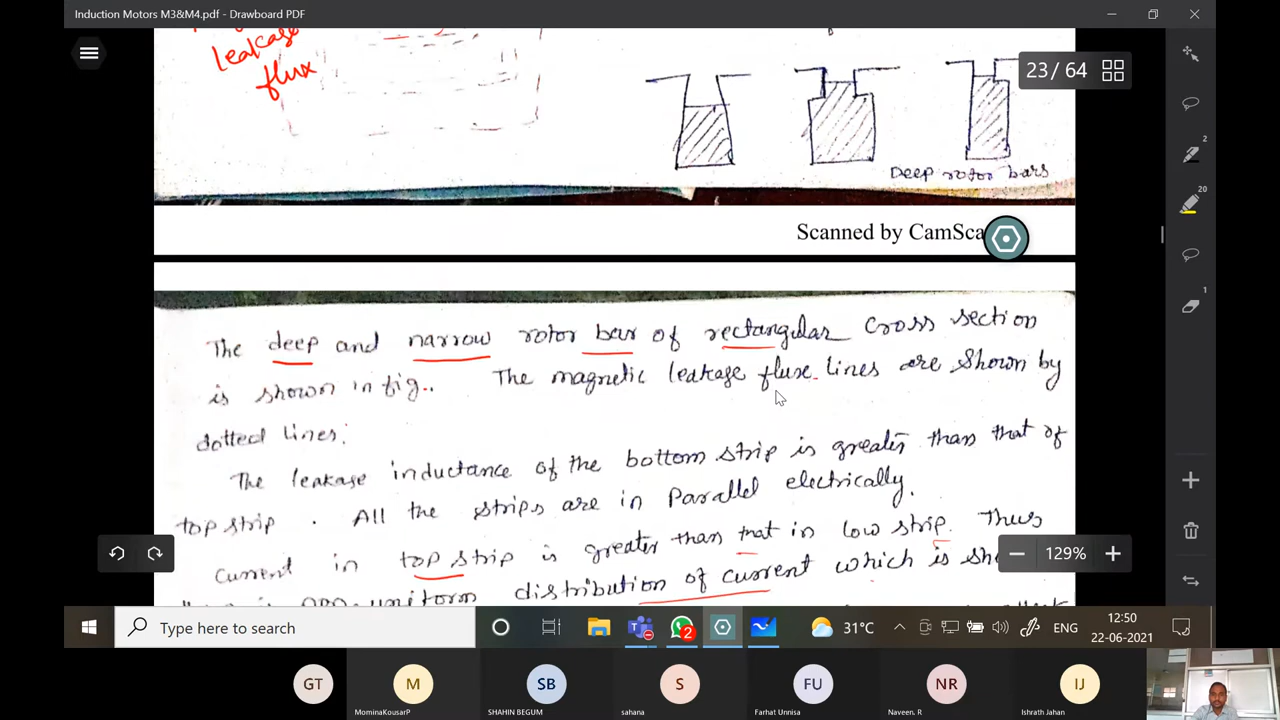 Induction Motors M3&M4.pdf - Drawboard PDF
leakage
flux
23 / 64
Deep rotor bars
Scanned by CamSca
The deep and narrow rotor bar of rectangular cross section
is shown in fig.. The magnetic leakage fluxe lines are shown by
dotted lines.
The leakage inductance of the bottom strip is greater than that of
top strip. All the strips are in parallel electrically.
Current in top strip is greater than that in low strip. Thus
distribution of current which is
129%
Type here to search
2
31°C
ENG
12:50
22-06-2021
2
20
1
GT
M
SB
S
FU
NR
IJ
MominaKousarP
SHAHIN BEGUM
sahana
Farhat Unnisa
Naveen. R
Ishrath Jahan